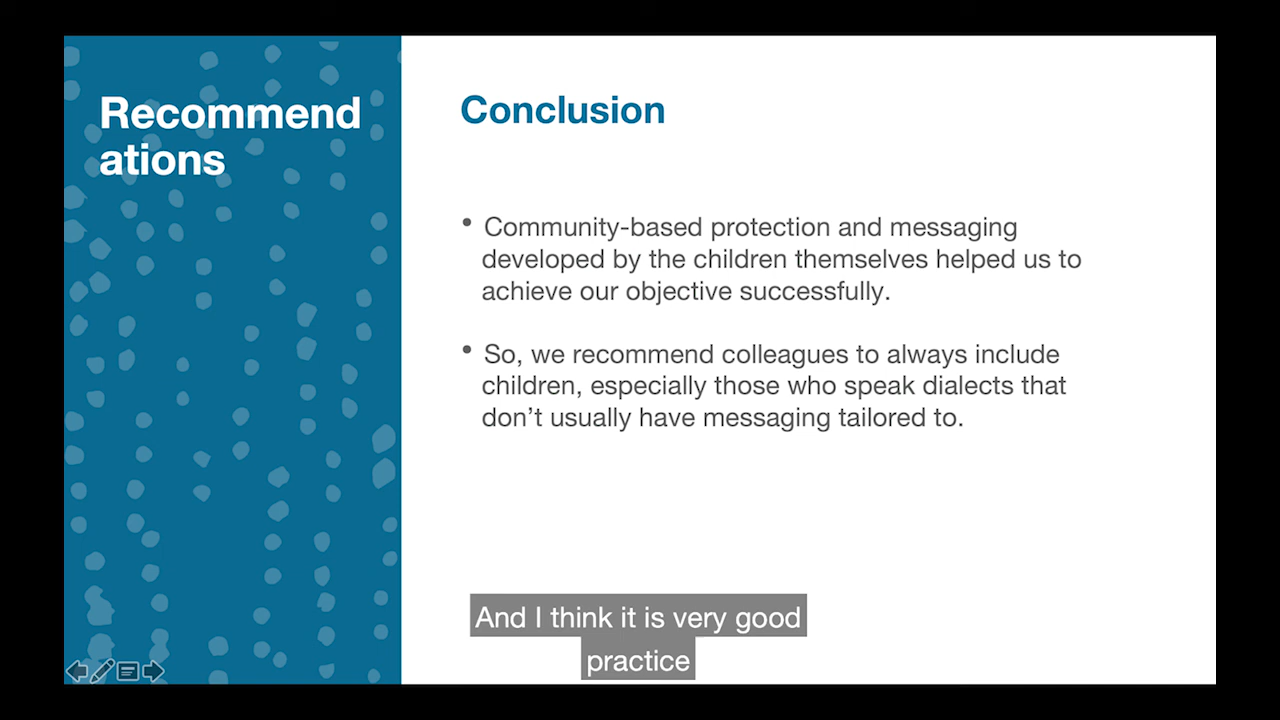 Recommend
ations
Conclusion
• Community-based protection and messaging
developed by the children themselves helped us to
achieve our objective successfully.
• So, we recommend colleagues to always include
children, especially those who speak dialects that
don’t usually have messaging tailored to.
And I think it is very good
practice